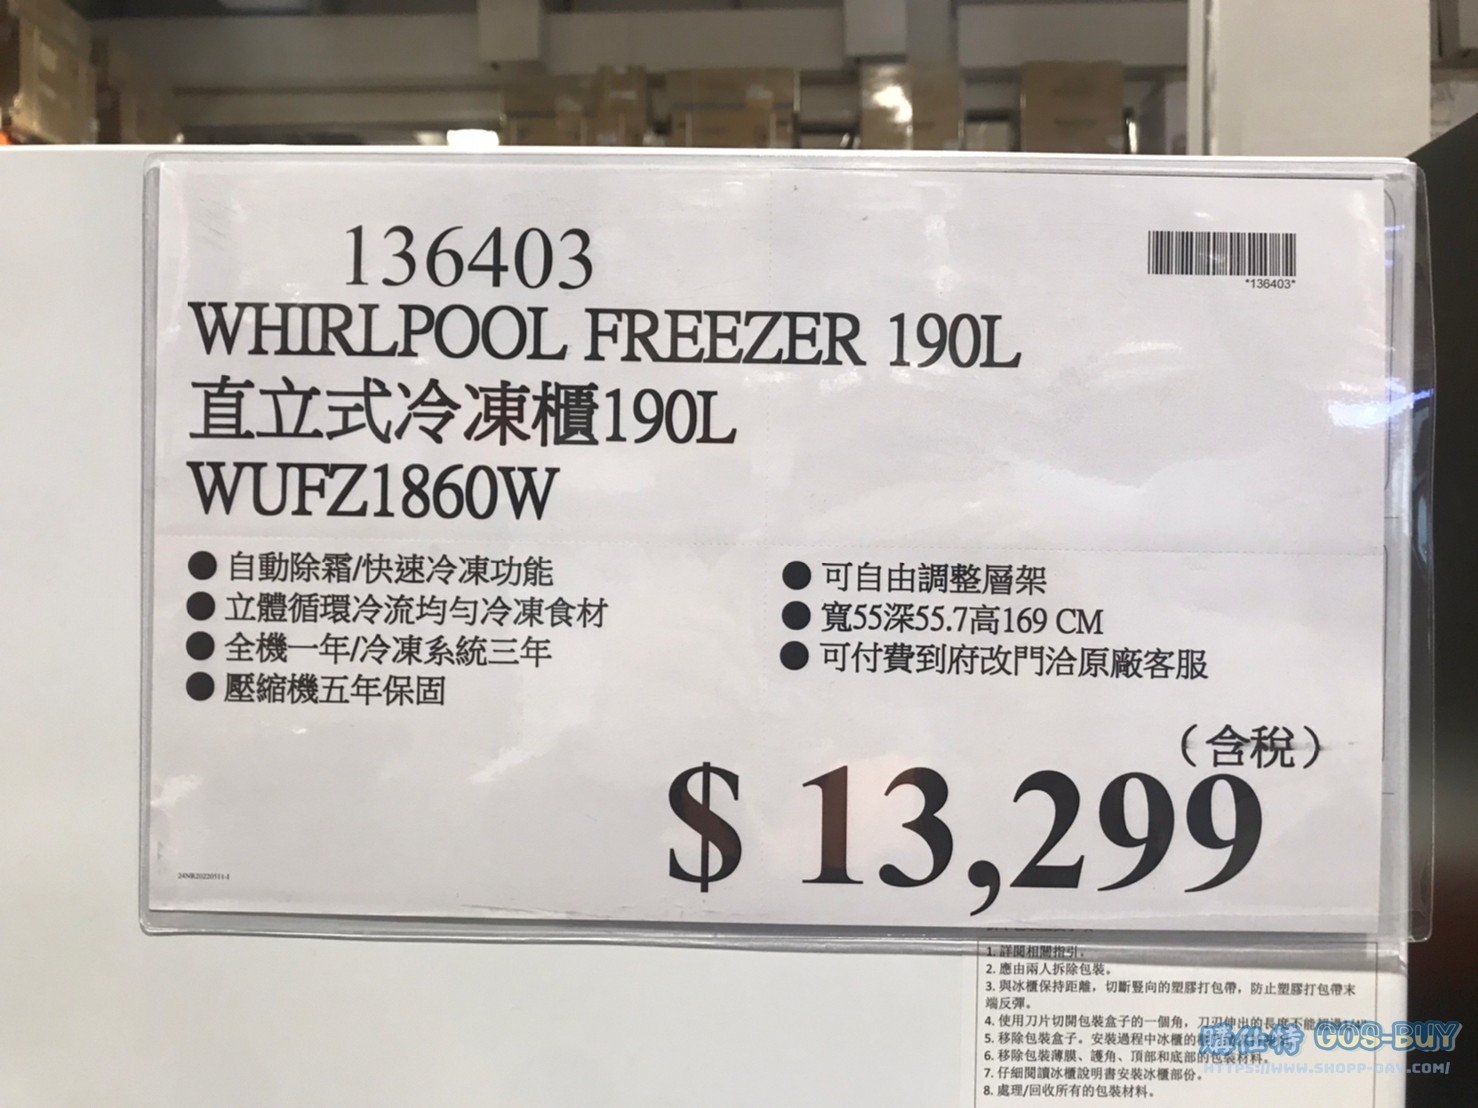 136403
*136403*
WHIRLPOOL FREEZER 190L
直立式冷凍櫃190L
WUFZ1860W
● 自動除霜/快速冷凍功能
● 立體循環冷流均勻冷凍食材
● 全機一年/冷凍系統三年
● 壓縮機五年保固
● 可自由調整層架
● 寬55深55.7高169 CM
● 可付費到府改門洽原廠客服
（含稅）
$ 13,299
24NR20220511-1
1. 詳閱相關指引。
2. 應由兩人拆除包裝。
3. 與冰櫃保持距離，切斷豎向的塑膠打包帶，防止塑膠打包帶末
端反彈。
4. 使用刀片切開包裝盒子的一個角，刀刃伸出的長度不能超過
5. 移除包裝盒子。安裝過程中冰櫃的
6. 移除包裝薄膜、護角、頂部和底部的包裝材料。
7. 仔細閱讀冰櫃說明書安裝冰櫃部份。
8. 處理/回收所有的包裝材料。
購仕特 COS-BUY
HTTPS://WWW.SHOPP-DAY.COM/